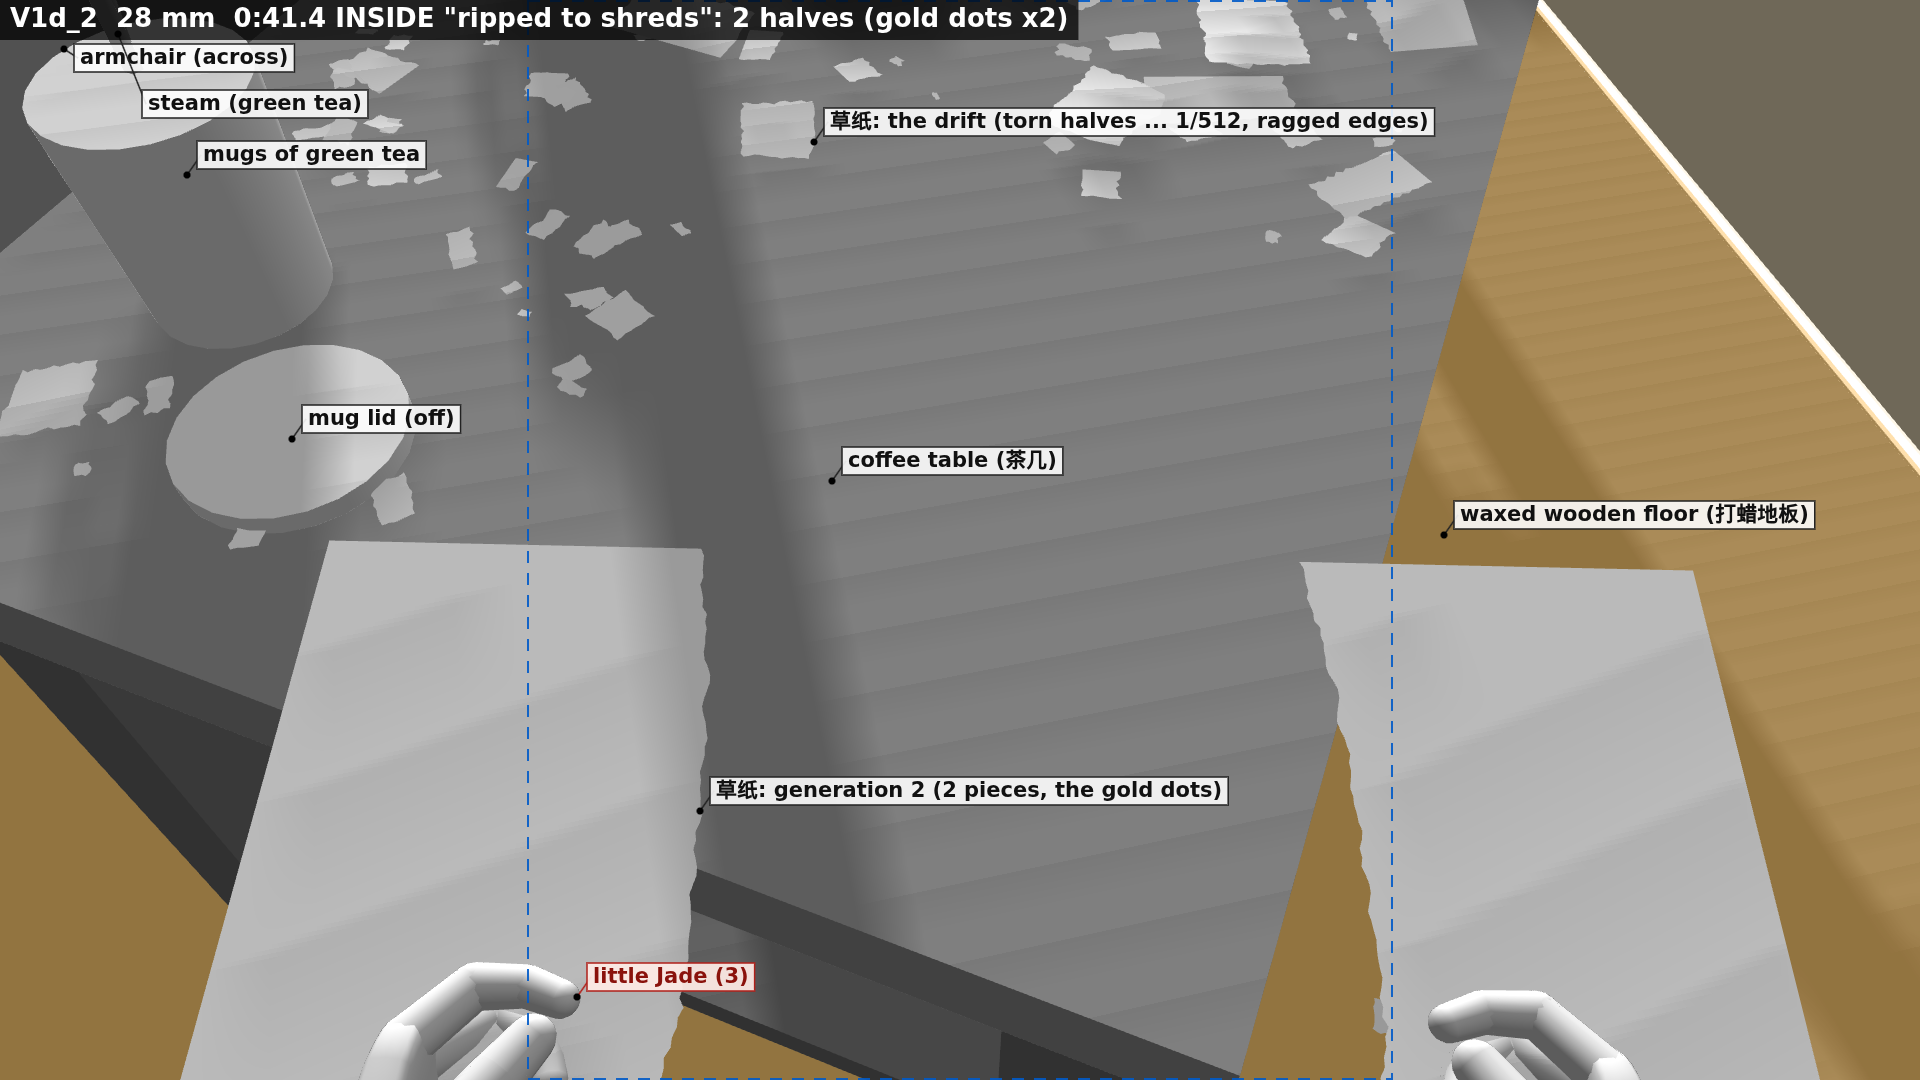 V1d_2  28 mm  0:41.4 INSIDE "ripped to shreds": 2 halves (gold dots x2)
armchair (across)
steam (green tea)
草纸: the drift (torn halves ... 1/512, ragged edges)
mugs of green tea
mug lid (off)
coffee table (茶几)
waxed wooden floor (打蜡地板)
草纸: generation 2 (2 pieces, the gold dots)
little Jade (3)